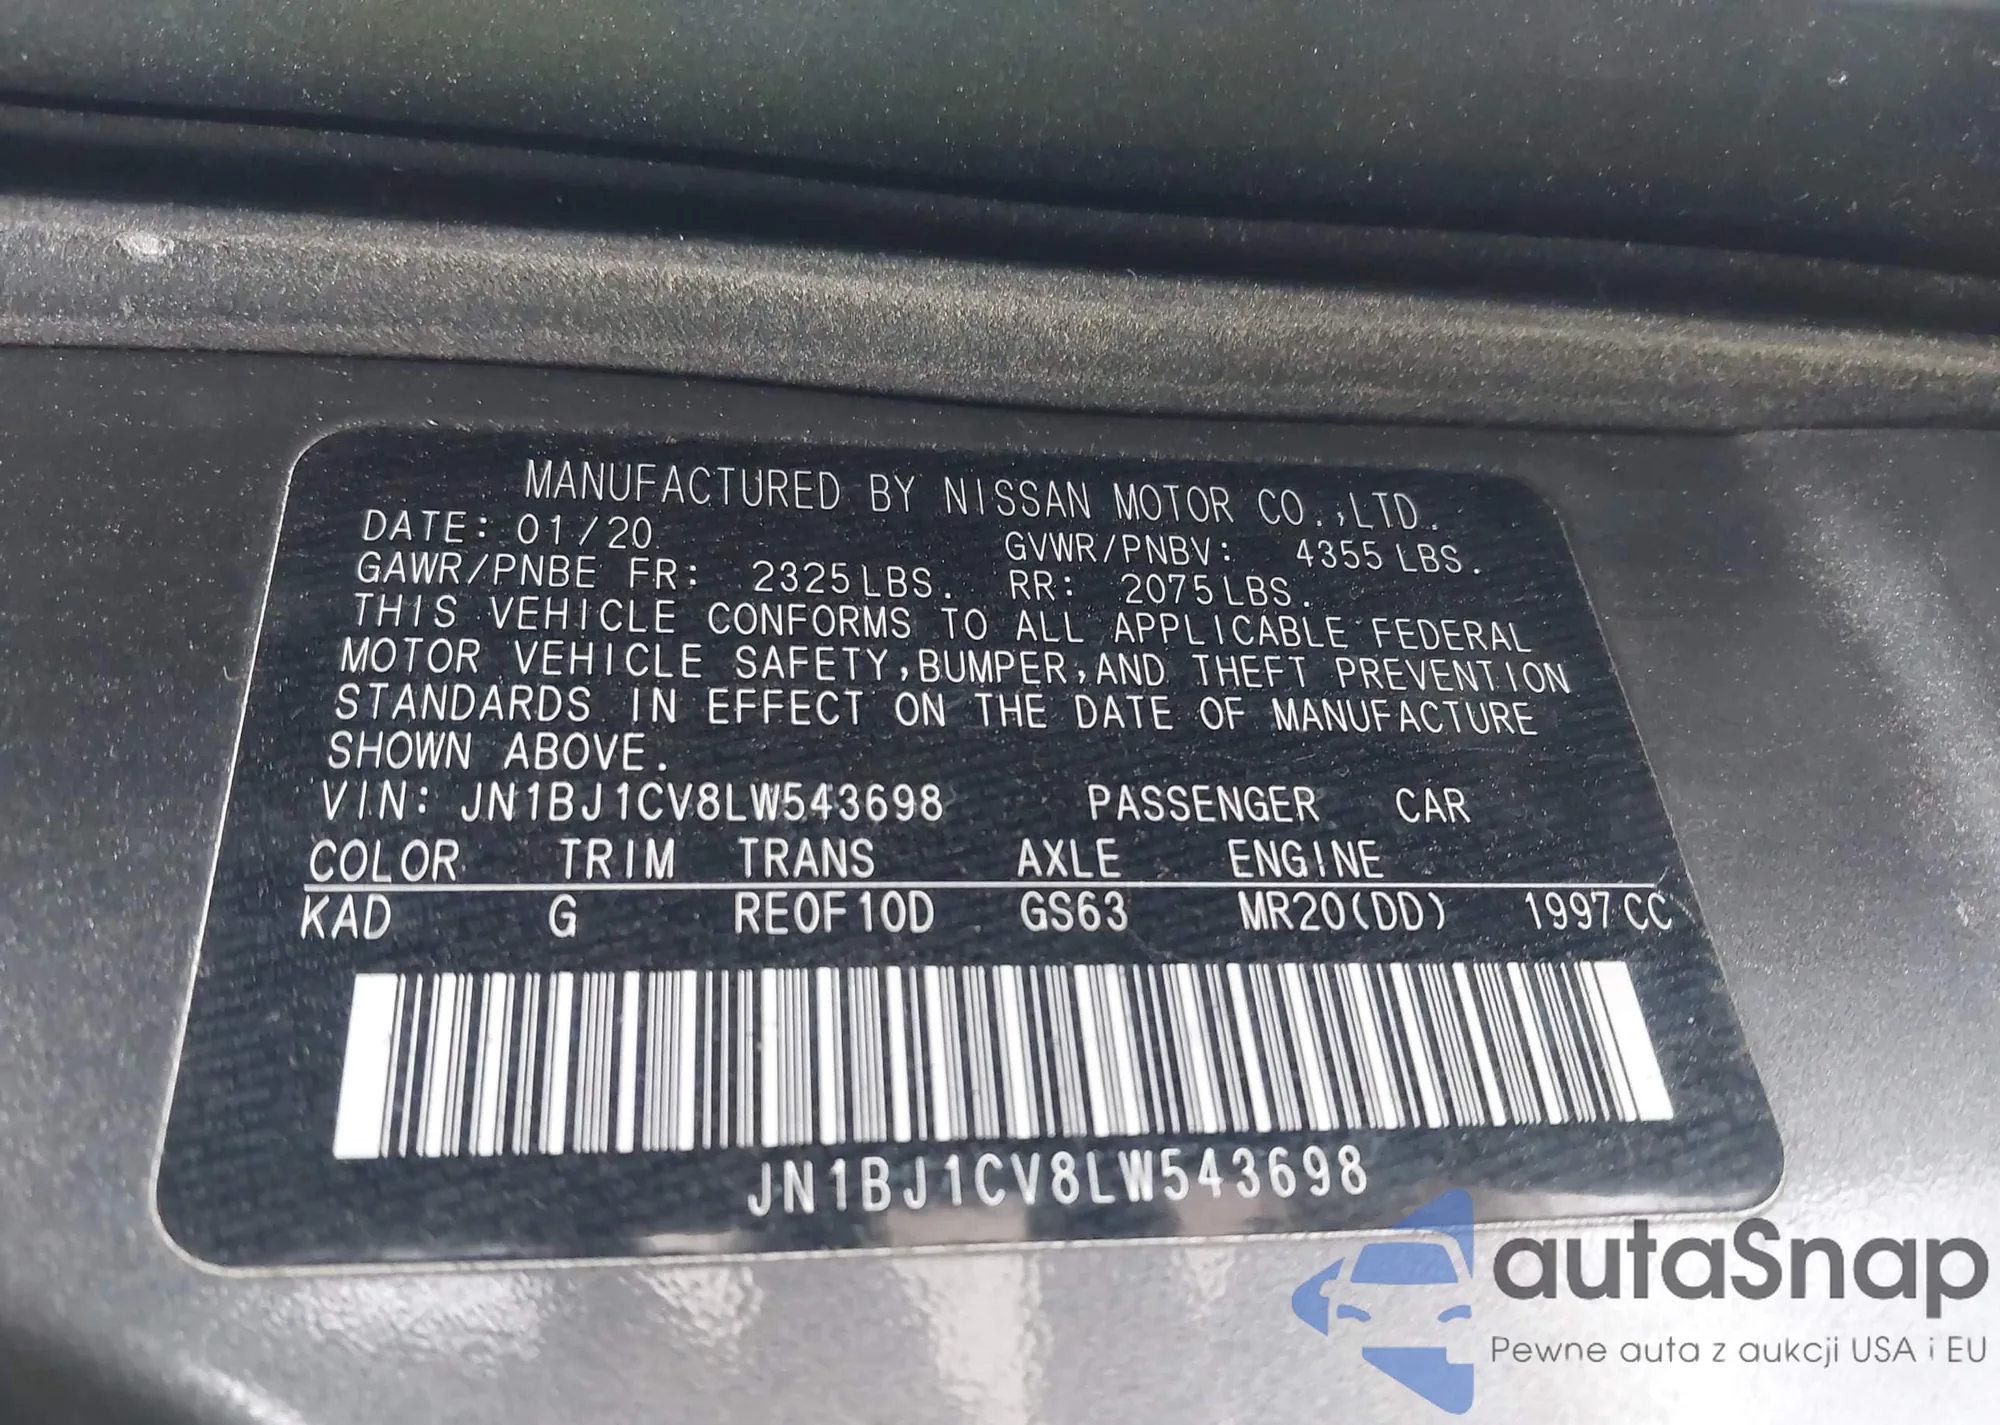 MANUFACTURED BY NISSAN MOTOR CO.,LTD.
DATE: 01/20 GVWR/PNBV: 4355 LBS.
GAWR/PNBE FR: 2325 LBS. RR: 2075 LBS.
THIS VEHICLE CONFORMS TO ALL APPLICABLE FEDERAL
MOTOR VEHICLE SAFETY,BUMPER,AND THEFT PREVENTION
STANDARDS IN EFFECT ON THE DATE OF MANUFACTURE
SHOWN ABOVE.
VIN: JN1BJ1CV8LW543698 PASSENGER CAR
COLOR TRIM TRANS AXLE ENGINE
KAD G RE0F10D GS63 MR20(DD) 1997 CC
JN1BJ1CV8LW543698
autaSnap
Pewne auta z aukcji USA i EU